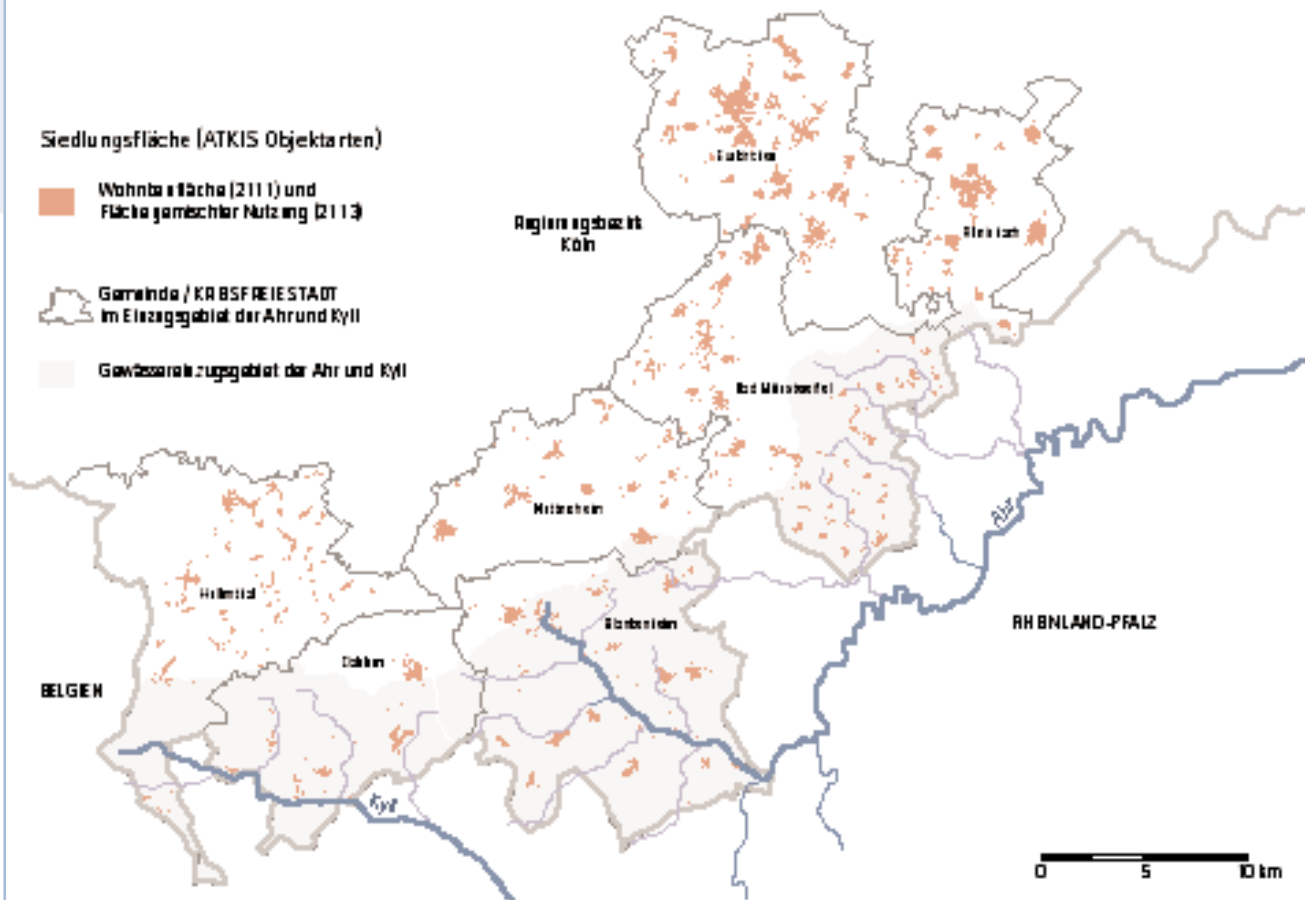 Siedlungsfläche (ATKIS Objektarten)
Wohnbaufläche (2111) und
Fläche gemischter Nutzung (2113)
Gemeinde / KREISFREIE STADT
im Einzugsgebiet der Ahr und Kyll
Gewässereinzugsgebiet der Ahr und Kyll
Regierungsbezirk
Köln
Euskirchen
Rheinbach
Bad Münstereifel
Nettersheim
Hellenthal
Blankenheim
Dahlem
BELGIEN
RHEINLAND-PFALZ
Ahr
Kyll
0 5 10 km